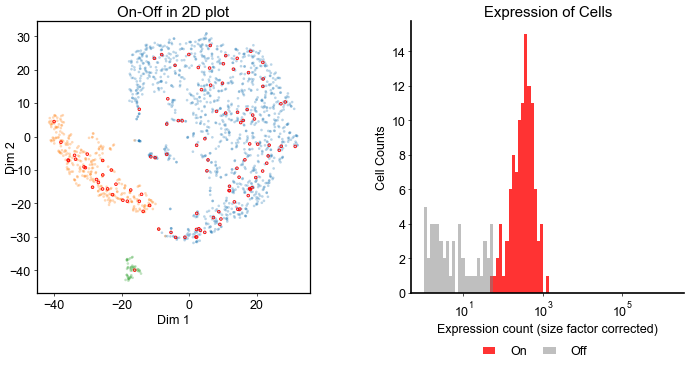 On-Off in 2D plot
30
20
10
0
−10
−20
−30
−40
Dim 2
−40
−20
0
20
Dim 1
Expression of Cells
14
12
10
8
6
4
2
0
Cell Counts
10^1
10^3
10^5
Expression count (size factor corrected)
On
Off